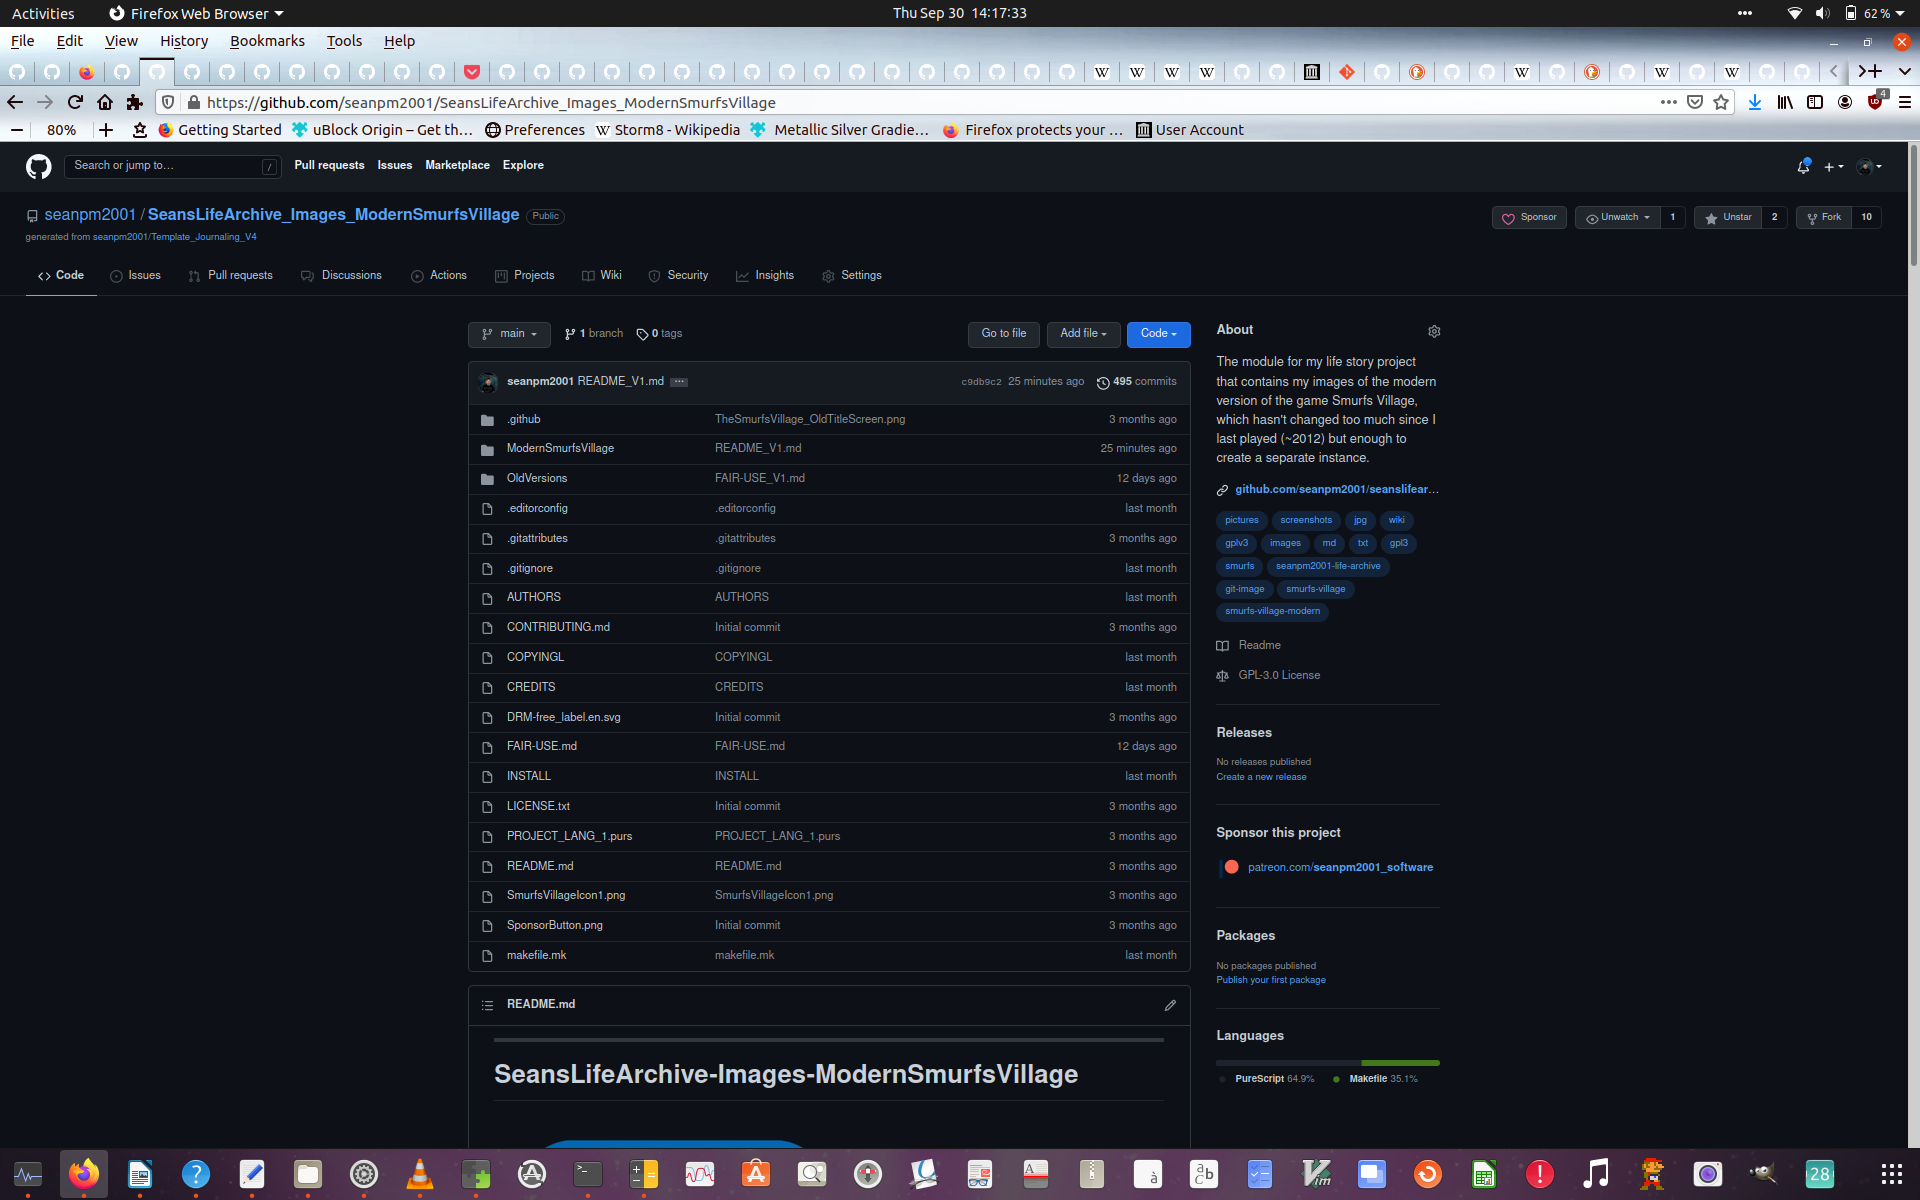 Activities Firefox Web Browser Thu Sep 30 14:17:33 62 %
File Edit View History Bookmarks Tools Help
https://github.com/seanpm2001/SeansLifeArchive_Images_ModernSmurfsVillage 4
80% Getting Started uBlock Origin – Get th… Preferences Storm8 - Wikipedia Metallic Silver Gradie… Firefox protects your … User Account
Search or jump to… / Pull requests Issues Marketplace Explore
seanpm2001 / SeansLifeArchive_Images_ModernSmurfsVillage Public Sponsor Unwatch 1 Unstar 2 Fork 10
generated from seanpm2001/Template_Journaling_V4
Code Issues Pull requests Discussions Actions Projects Wiki Security Insights Settings
main 1 branch 0 tags Go to file Add file Code
seanpm2001 README_V1.md c9db9c2 25 minutes ago 495 commits
.github TheSmurfsVillage_OldTitleScreen.png 3 months ago
ModernSmurfsVillage README_V1.md 25 minutes ago
OldVersions FAIR-USE_V1.md 12 days ago
.editorconfig .editorconfig last month
.gitattributes .gitattributes 3 months ago
.gitignore .gitignore last month
AUTHORS AUTHORS last month
CONTRIBUTING.md Initial commit 3 months ago
COPYINGL COPYINGL last month
CREDITS CREDITS last month
DRM-free_label.en.svg Initial commit 3 months ago
FAIR-USE.md FAIR-USE.md 12 days ago
INSTALL INSTALL last month
LICENSE.txt Initial commit 3 months ago
PROJECT_LANG_1.purs PROJECT_LANG_1.purs 3 months ago
README.md README.md 3 months ago
SmurfsVillageIcon1.png SmurfsVillageIcon1.png 3 months ago
SponsorButton.png Initial commit 3 months ago
makefile.mk makefile.mk last month
README.md
SeansLifeArchive-Images-ModernSmurfsVillage
About
The module for my life story project
that contains my images of the modern
version of the game Smurfs Village,
which hasn't changed too much since I
last played (~2012) but enough to
create a separate instance.
github.com/seanpm2001/seanslifear…
pictures screenshots jpg wiki
gplv3 images md txt gpl3
smurfs seanpm2001-life-archive
git-image smurfs-village
smurfs-village-modern
Readme
GPL-3.0 License
Releases
No releases published
Create a new release
Sponsor this project
patreon.com/seanpm2001_software
Packages
No packages published
Publish your first package
Languages
PureScript 64.9% Makefile 35.1%
28